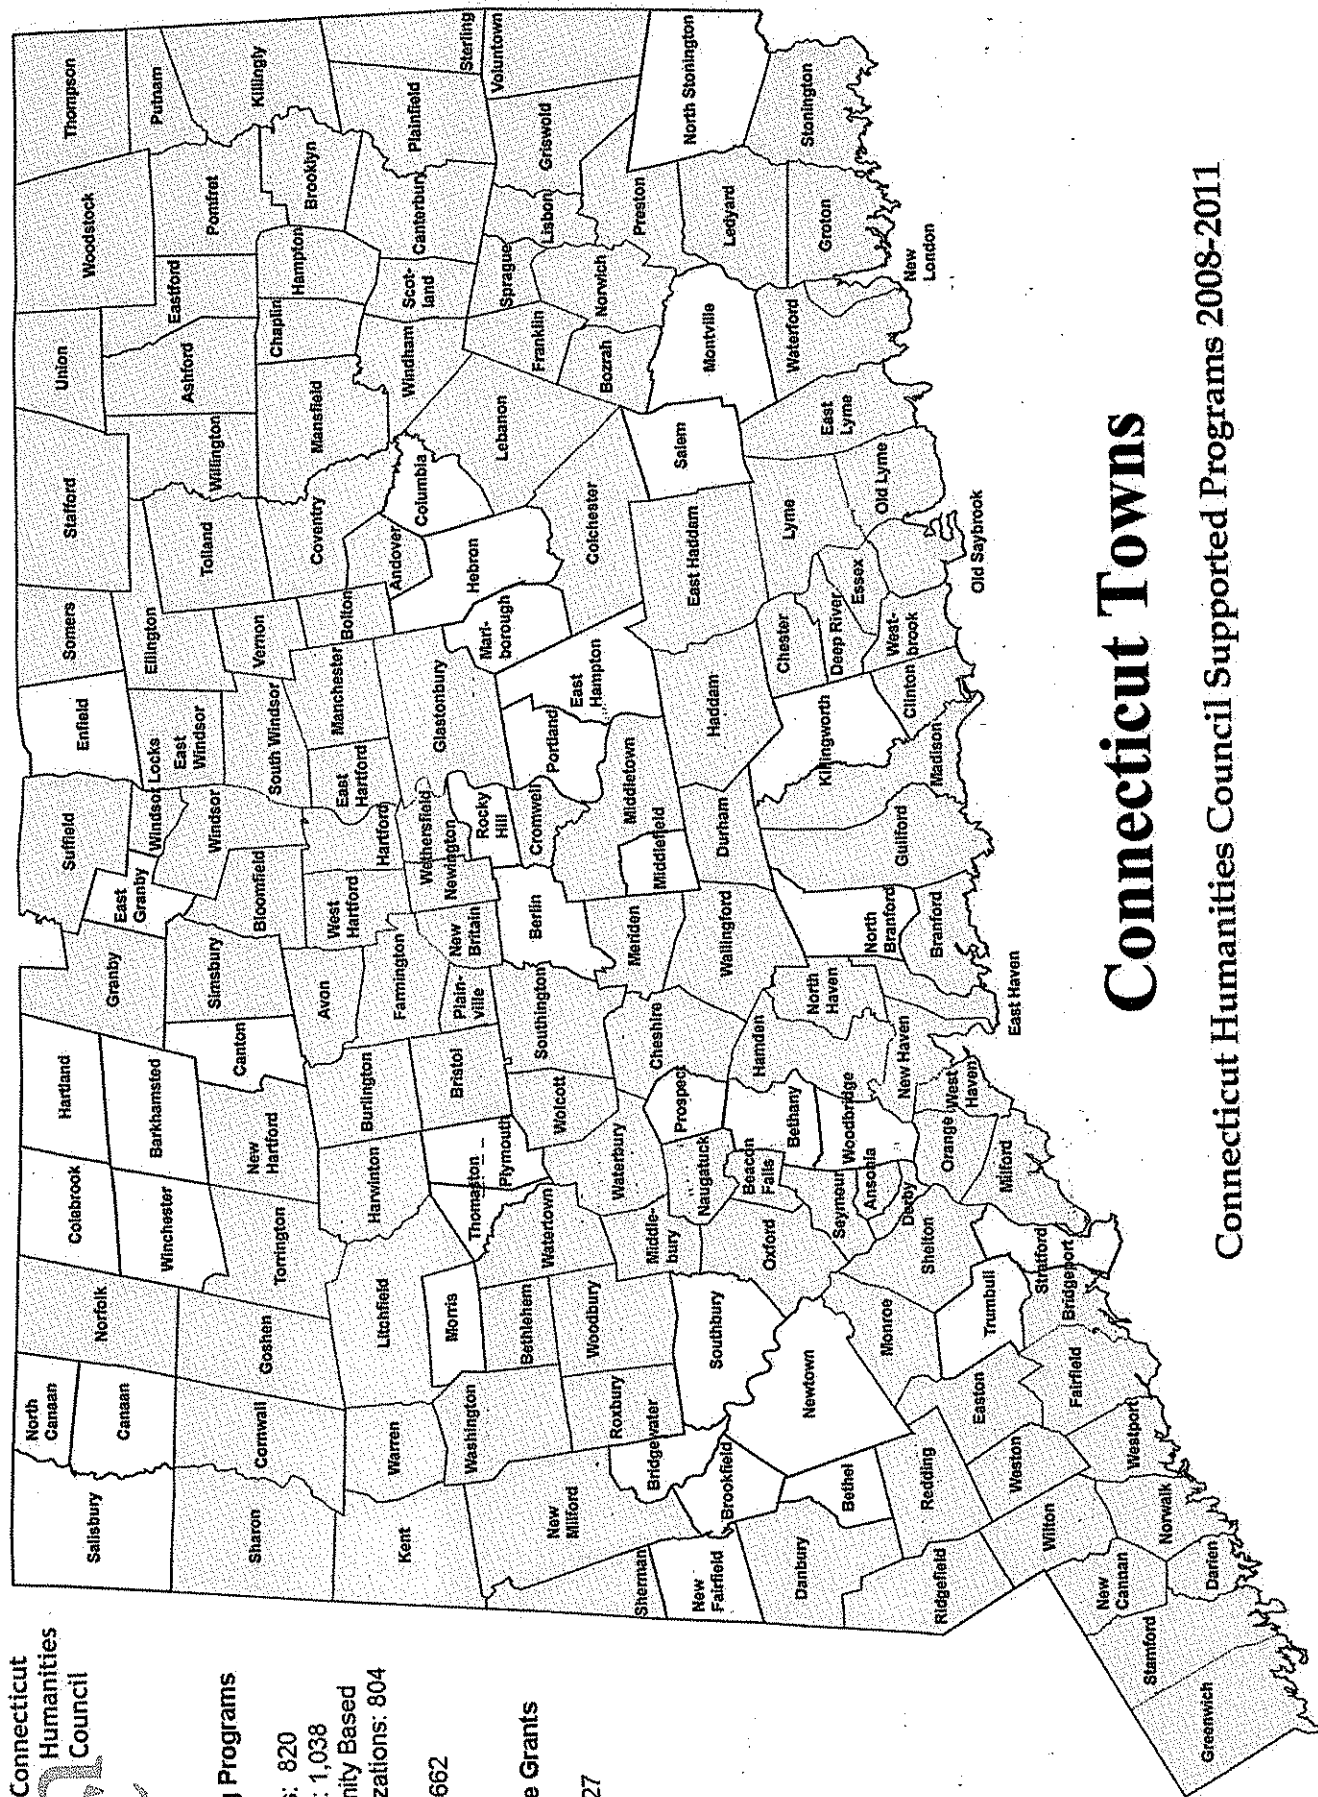 Connecticut
Humanities
Council
g Programs
s: 820
: 1,038
nity Based
zations: 804
662
e Grants
27
Salisbury
North
Canaan
Canaan
Norfolk
Colebrook
Hartland
Winchester
Barkhamsted
Granby
East
Granby
Suffield
Windsor Locks
Enfield
East
Windsor
Somers
Ellington
Stafford
Union
Woodstock
Thompson
Putnam
Sharon
Cornwall
Goshen
Torrington
New
Hartford
Canton
Simsbury
Bloomfield
Windsor
South Windsor
Vernon
Tolland
Willington
Ashford
Eastford
Pomfret
Killingly
Kent
Warren
Litchfield
Harwinton
Burlington
Avon
Farmington
West
Hartford
Hartford
East
Hartford
Manchester
Bolton
Coventry
Andover
Mansfield
Chaplin
Hampton
Brooklyn
Washington
Morris
Thomaston
Plymouth
Bristol
Plain-
ville
New
Britain
Newington
Wethersfield
Glastonbury
Hebron
Columbia
Windham
Scot-
land
Canterbury
Plainfield
Sterling
New
Milford
Roxbury
Bethlehem
Woodbury
Watertown
Wolcott
Southington
Berlin
Rocky
Hill
Cromwell
Portland
Marl-
borough
East
Hampton
Colchester
Lebanon
Franklin
Sprague
Lisbon
Griswold
Voluntown
Sherman
Bridgewater
Southbury
Middle-
bury
Waterbury
Naugatuck
Prospect
Cheshire
Meriden
Middlefield
Middletown
Haddam
East Haddam
Salem
Bozrah
Norwich
Preston
North Stonington
New
Fairfield
Brookfield
Newtown
Oxford
Beacon
Falls
Bethany
Hamden
Wallingford
Durham
Killingworth
Chester
Deep River
Essex
Lyme
Montville
Ledyard
Danbury
Bethel
Monroe
Seymour
Ansonia
Woodbridge
North
Haven
North
Branford
Guilford
Madison
Clinton
West-
brook
Old Lyme
East
Lyme
Waterford
Groton
Stonington
Ridgefield
Redding
Easton
Trumbull
Shelton
Derby
Orange
New Haven
West
Haven
Branford
East Haven
Old Saybrook
New
London
Wilton
Weston
Fairfield
Bridgeport
Stratford
Milford
New
Cannan
Norwalk
Westport
Stamford
Darien
Greenwich
Connecticut Towns
Connecticut Humanities Council Supported Programs 2008-2011